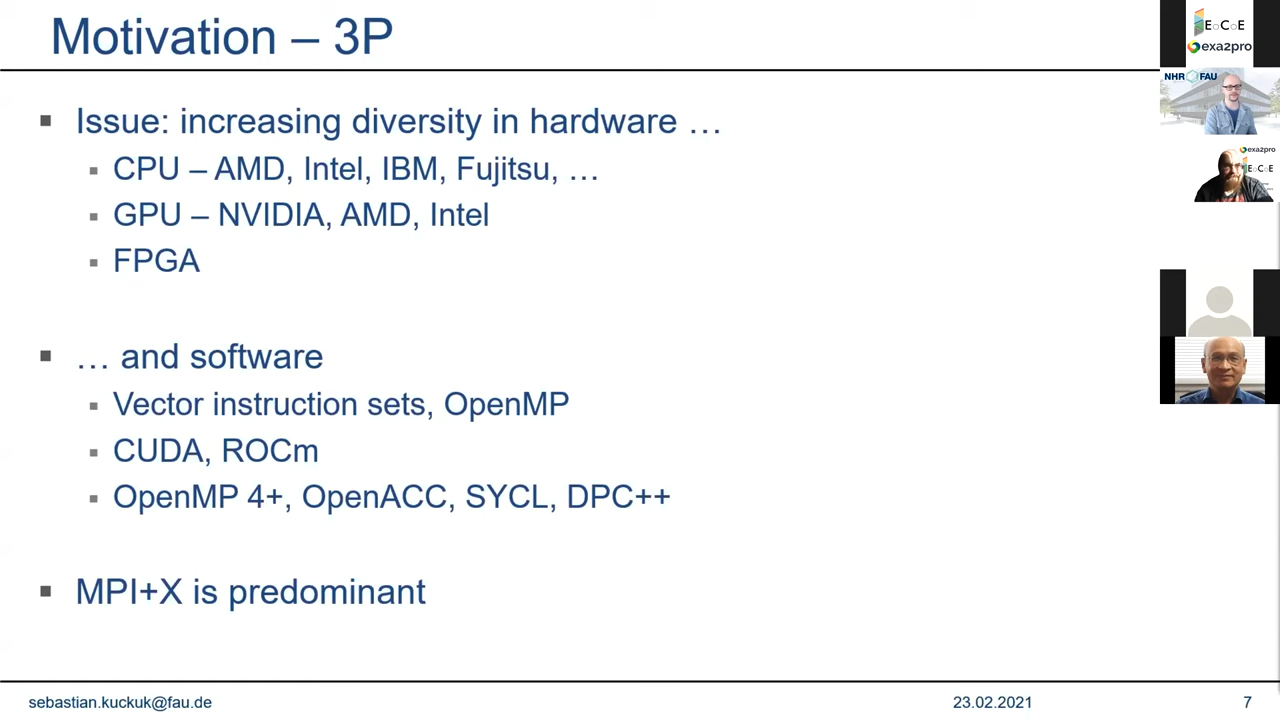 Motivation – 3P
Issue: increasing diversity in hardware …
CPU – AMD, Intel, IBM, Fujitsu, …
GPU – NVIDIA, AMD, Intel
FPGA
… and software
Vector instruction sets, OpenMP
CUDA, ROCm
OpenMP 4+, OpenACC, SYCL, DPC++
MPI+X is predominant
sebastian.kuckuk@fau.de
23.02.2021
7
EoCoE
exa2pro
NHR FAU
exa2pro
EoCoE